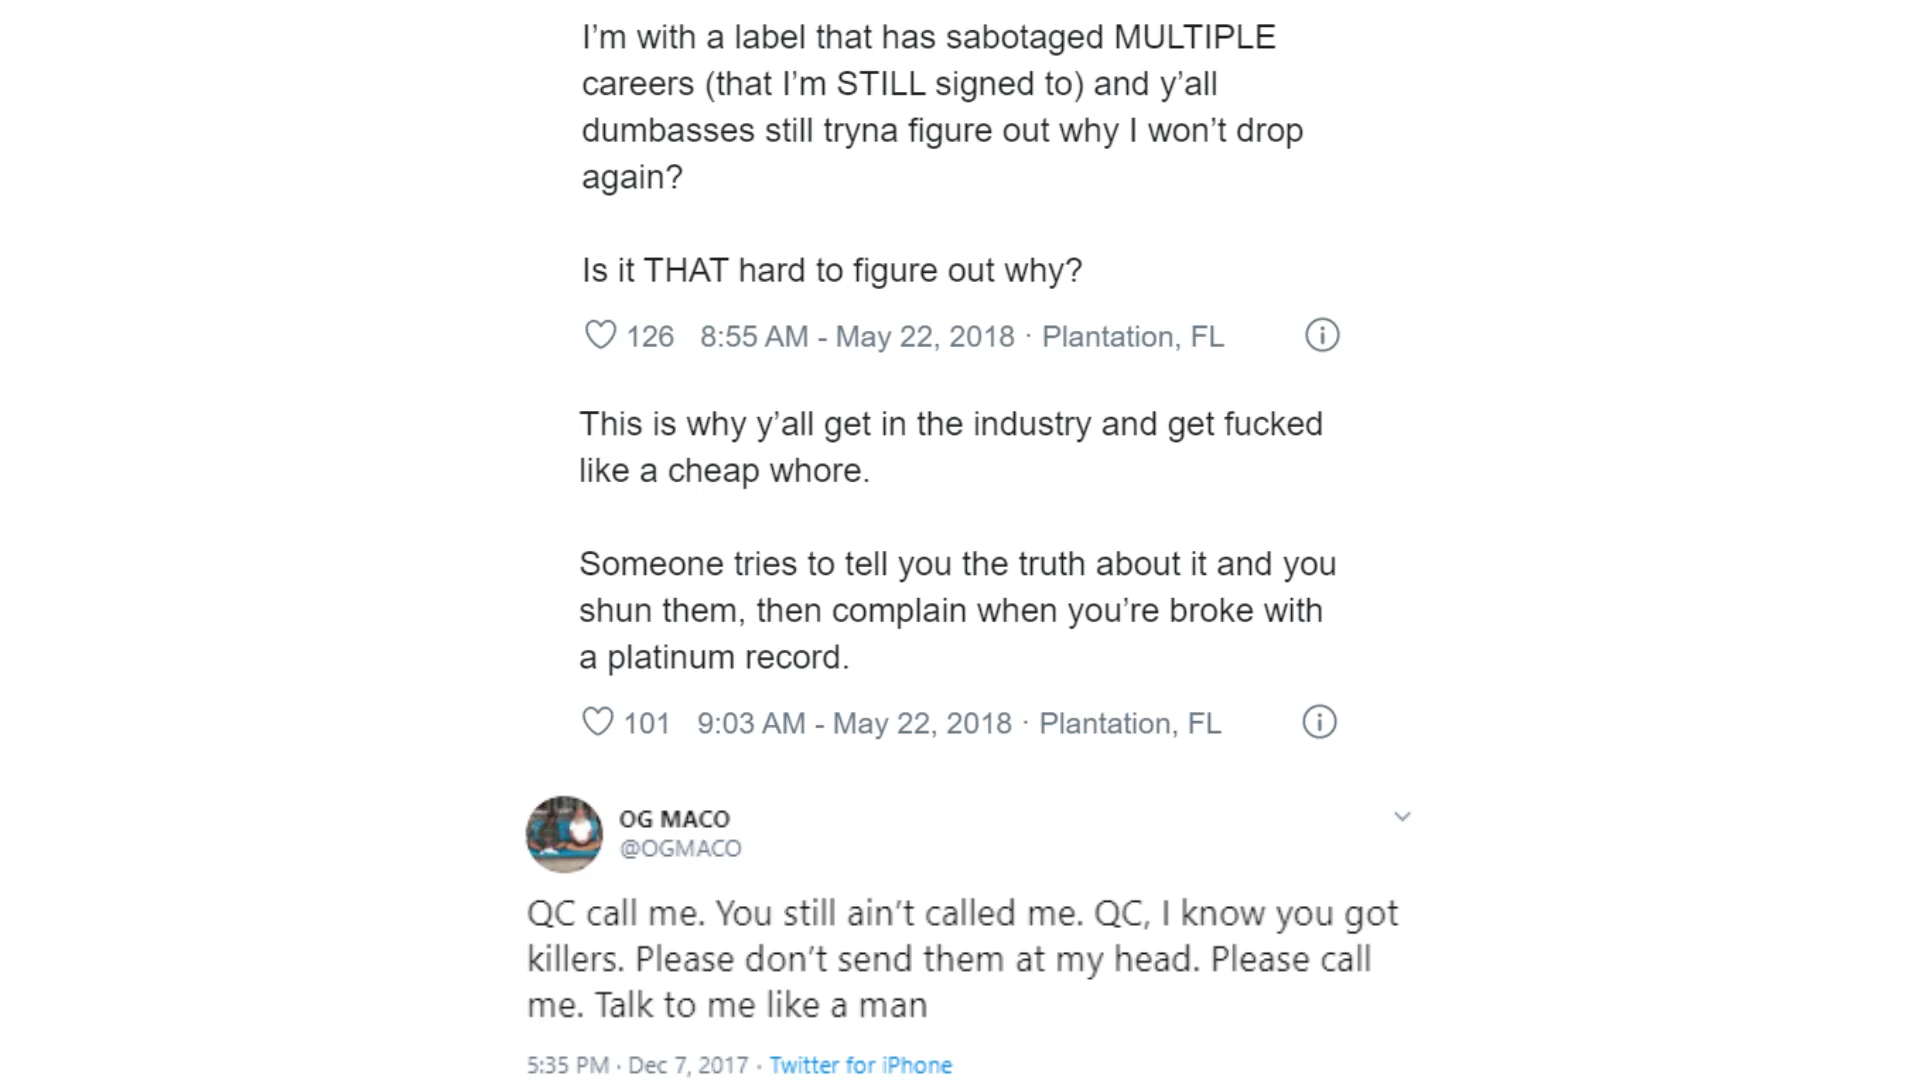 I’m with a label that has sabotaged MULTIPLE
careers (that I’m STILL signed to) and y’all
dumbasses still tryna figure out why I won’t drop
again?
Is it THAT hard to figure out why?
126 8:55 AM - May 22, 2018 · Plantation, FL
This is why y’all get in the industry and get fucked
like a cheap whore.
Someone tries to tell you the truth about it and you
shun them, then complain when you’re broke with
a platinum record.
101 9:03 AM - May 22, 2018 · Plantation, FL
OG MACO
@OGMACO
QC call me. You still ain’t called me. QC, I know you got
killers. Please don’t send them at my head. Please call
me. Talk to me like a man
5:35 PM · Dec 7, 2017 · Twitter for iPhone